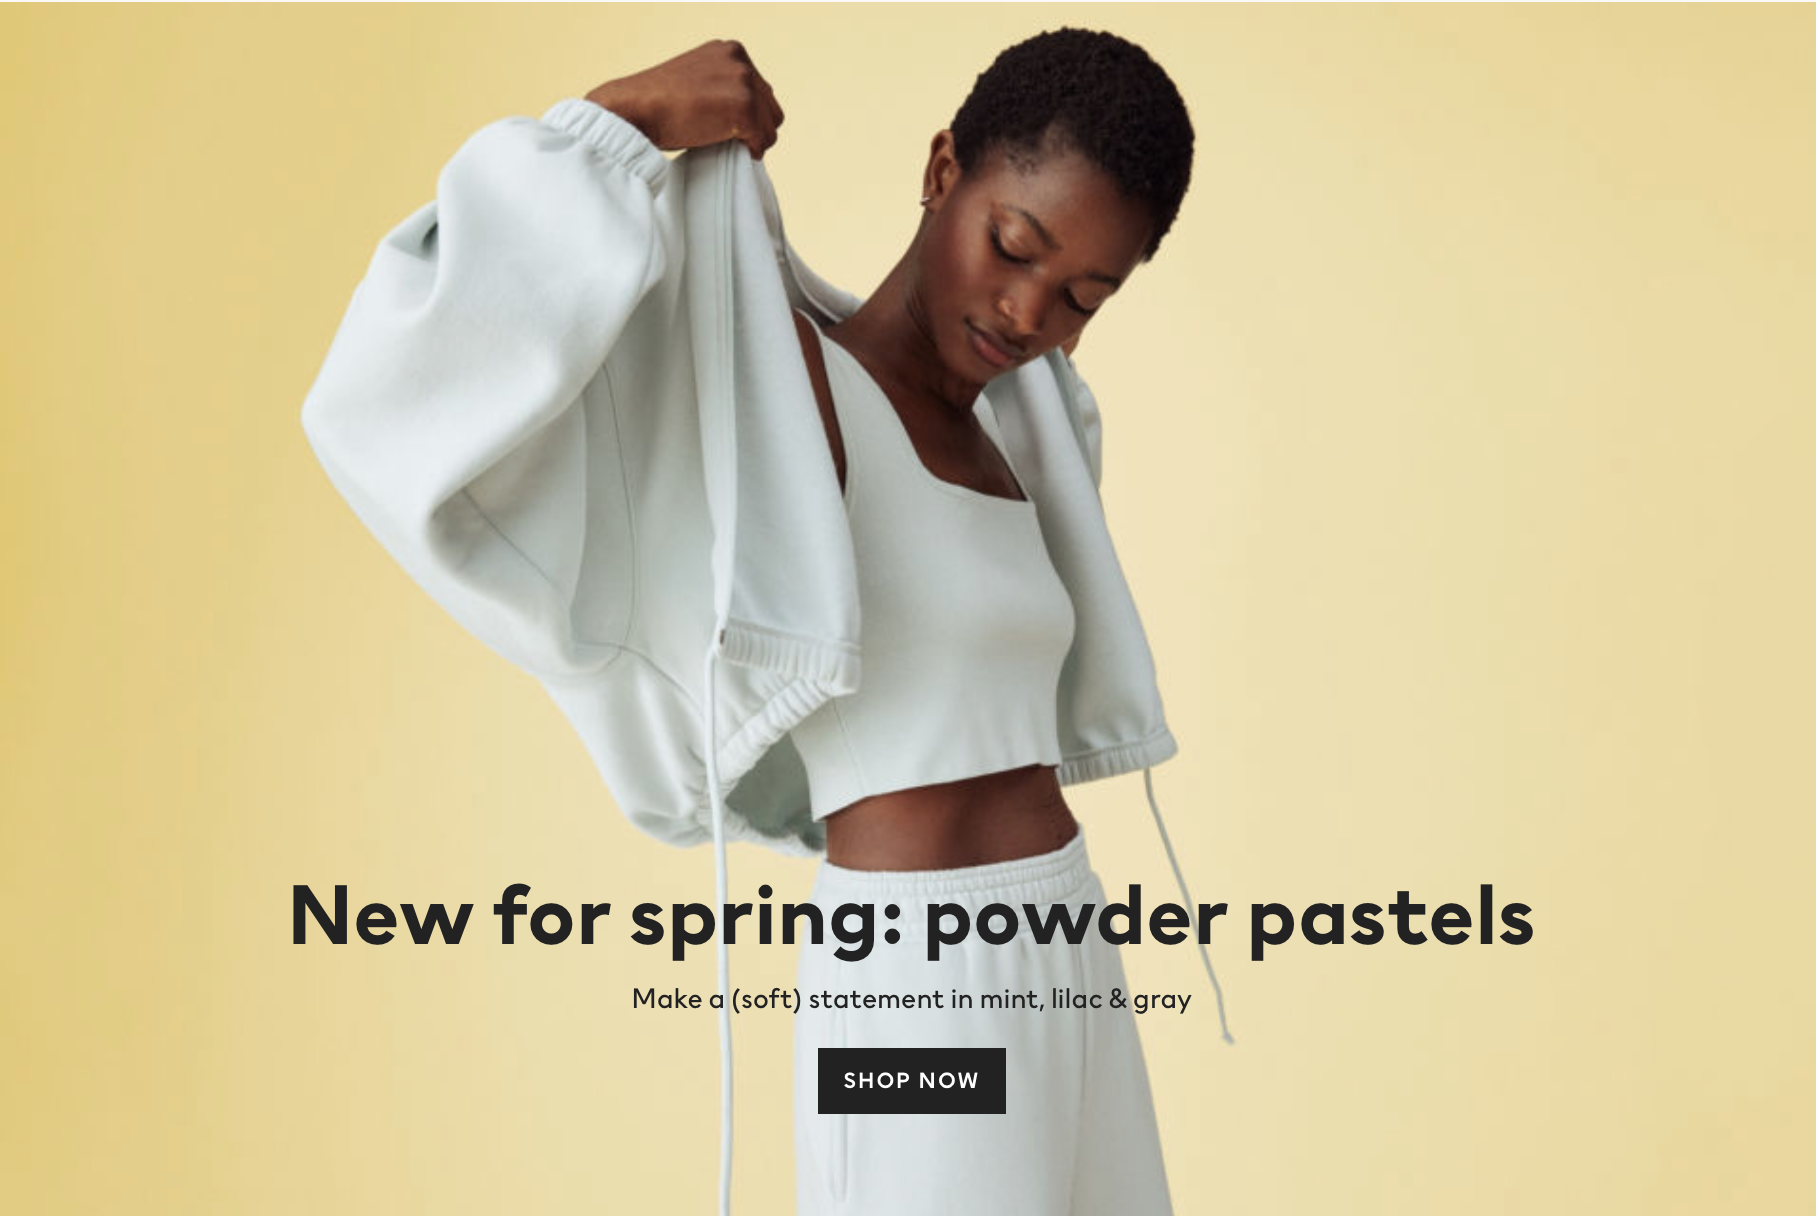 New for spring: powder pastels
Make a (soft) statement in mint, lilac & gray
SHOP NOW